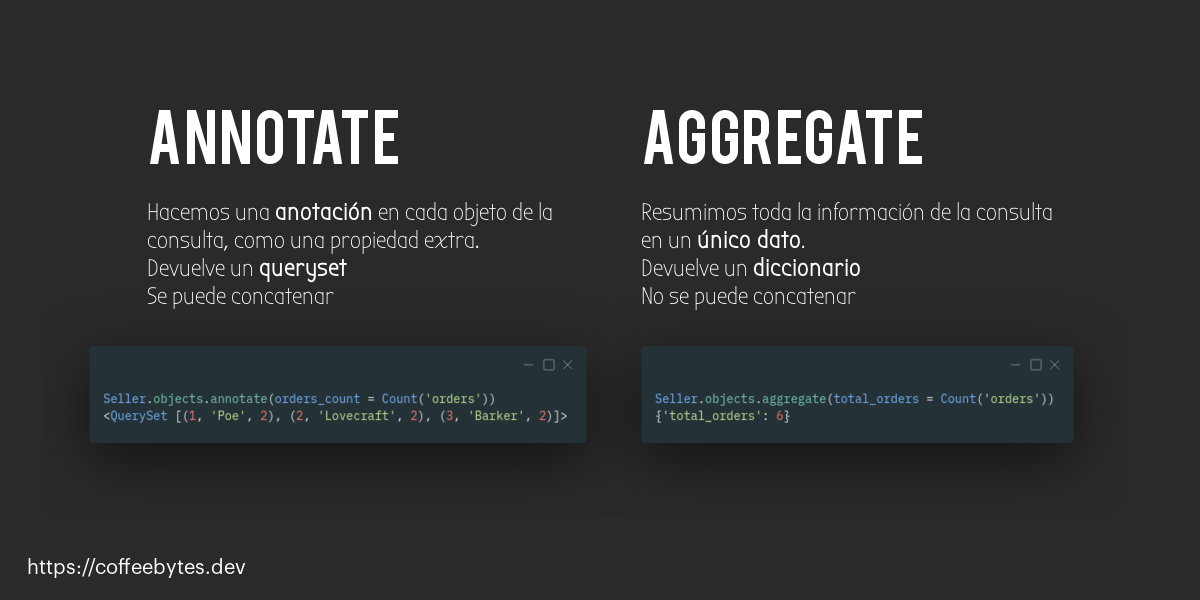 ANNOTATE
Hacemos una anotación en cada objeto de la
consulta, como una propiedad extra.
Devuelve un queryset
Se puede concatenar
Seller.objects.annotate(orders_count = Count('orders'))
<QuerySet [(1, 'Poe', 2), (2, 'Lovecraft', 2), (3, 'Barker', 2)]>
AGGREGATE
Resumimos toda la información de la consulta
en un único dato.
Devuelve un diccionario
No se puede concatenar
Seller.objects.aggregate(total_orders = Count('orders'))
{'total_orders': 6}
https://coffeebytes.dev